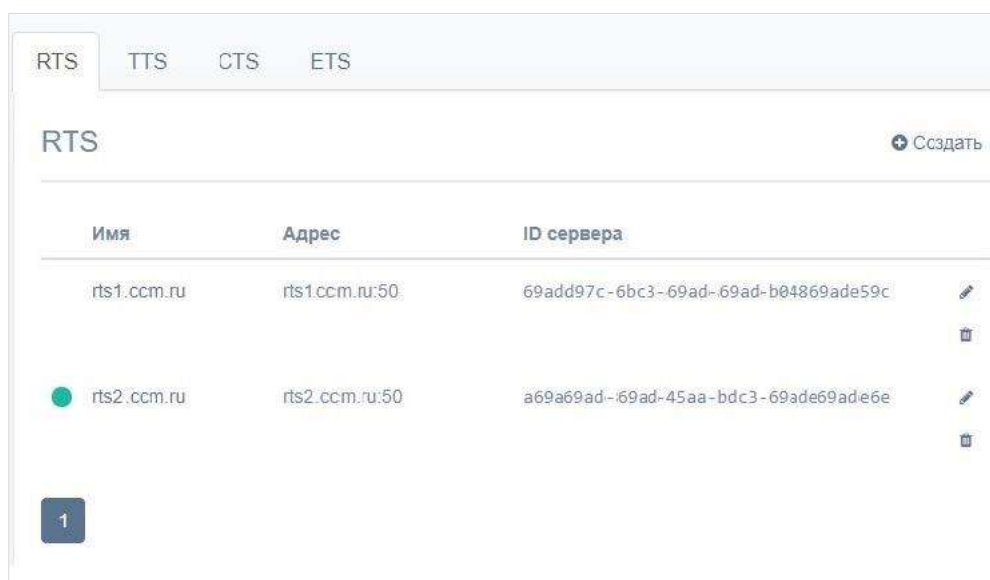 RTS TTS CTS ETS
RTS
Создать
Имя Адрес ID сервера
rts1.ccm.ru rts1.ccm.ru:50 69add97c-6bc3-69ad-69ad-b04869ade59c
rts2.ccm.ru rts2.ccm.ru:50 a69a69ad-69ad-45aa-bdc3-69ade69ade6e
1